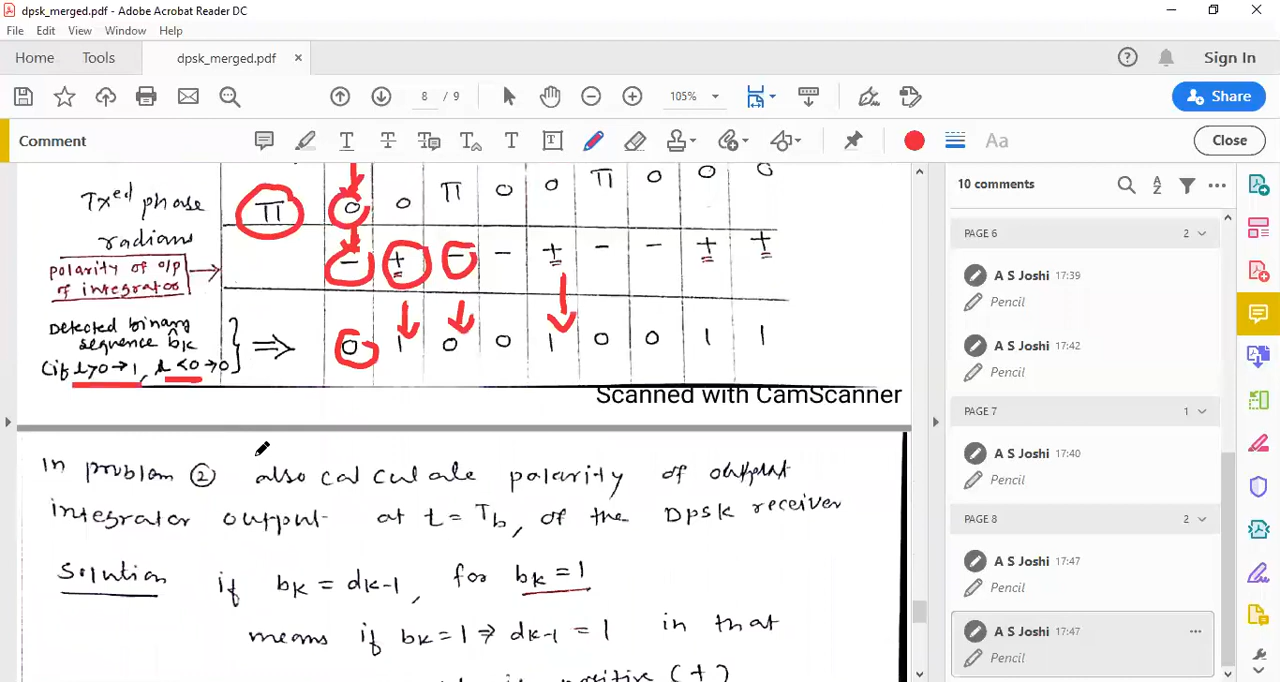 dpsk_merged.pdf - Adobe Acrobat Reader DC
File Edit View Window Help
Home Tools dpsk_merged.pdf × Sign In
8 / 9 105% Share
Comment Aa Close
Txed phase radians π 0 0 π 0 0 π 0 0 0
polarity of o/p of integrator → - + - - + - - + +
Detected binary sequence b̂k (if l>0→1, l<0→0) ⇒ 0 1 0 0 1 0 0 1 1
Scanned with CamScanner
In problem ② also calculate polarity of output
integrator output at t = Tb, of the DPSK receiver
Solution if bk = dk-1, for bk = 1
means if bk = 1 ⇒ dk-1 = 1 in that
is positive (+)
10 comments
PAGE 6 2
A S Joshi 17:39
Pencil
A S Joshi 17:42
Pencil
PAGE 7 1
A S Joshi 17:40
Pencil
PAGE 8 2
A S Joshi 17:47
Pencil
A S Joshi 17:47
Pencil